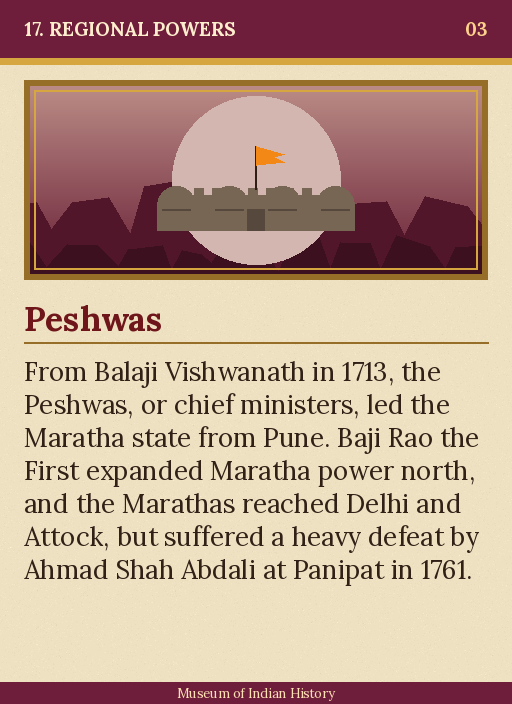 17. REGIONAL POWERS
03
Peshwas
From Balaji Vishwanath in 1713, the
Peshwas, or chief ministers, led the
Maratha state from Pune. Baji Rao the
First expanded Maratha power north,
and the Marathas reached Delhi and
Attock, but suffered a heavy defeat by
Ahmad Shah Abdali at Panipat in 1761.
Museum of Indian History